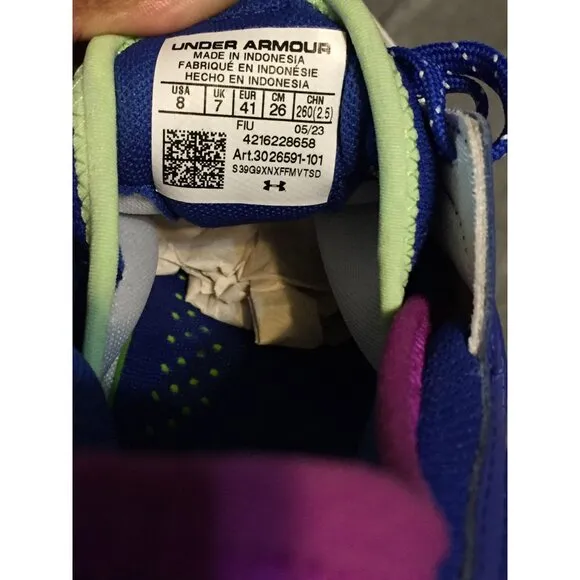 UNDER ARMOUR
MADE IN INDONESIA
FABRIQUÉ EN INDONÉSIE
HECHO EN INDONESIA
USA UK EUR CM CHN
8 7 41 26 260(2.5)
FIU 05/23
4216228658
Art.3026591-101
S39G9XNXFFMVTSD